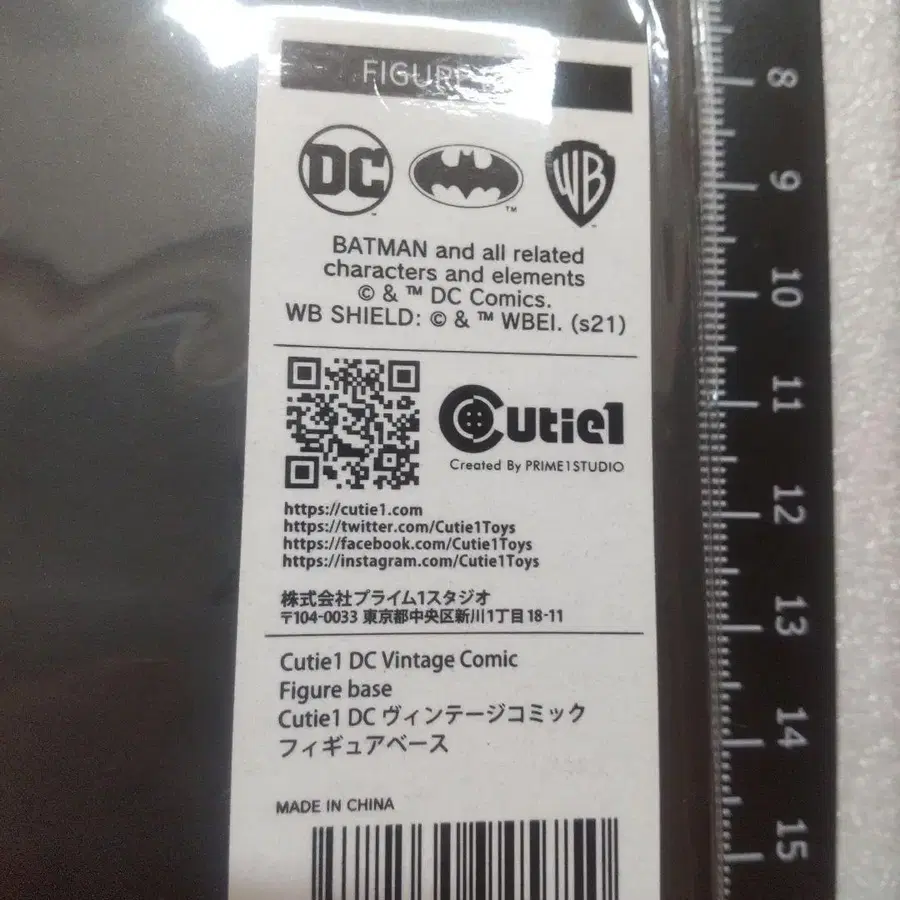 FIGURE
DC
™
™
WB
™
BATMAN and all related
characters and elements
© & ™ DC Comics.
WB SHIELD: © & ™ WBEI. (s21)
Cutie1
Created By PRIME1STUDIO
https://cutie1.com
https://twitter.com/Cutie1Toys
https://facebook.com/Cutie1Toys
https://instagram.com/Cutie1Toys
株式会社プライム1スタジオ
〒104-0033 東京都中央区新川1丁目18-11
Cutie1 DC Vintage Comic
Figure base
Cutie1 DC ヴィンテージコミック
フィギュアベース
MADE IN CHINA
8
9
10
11
12
13
14
15